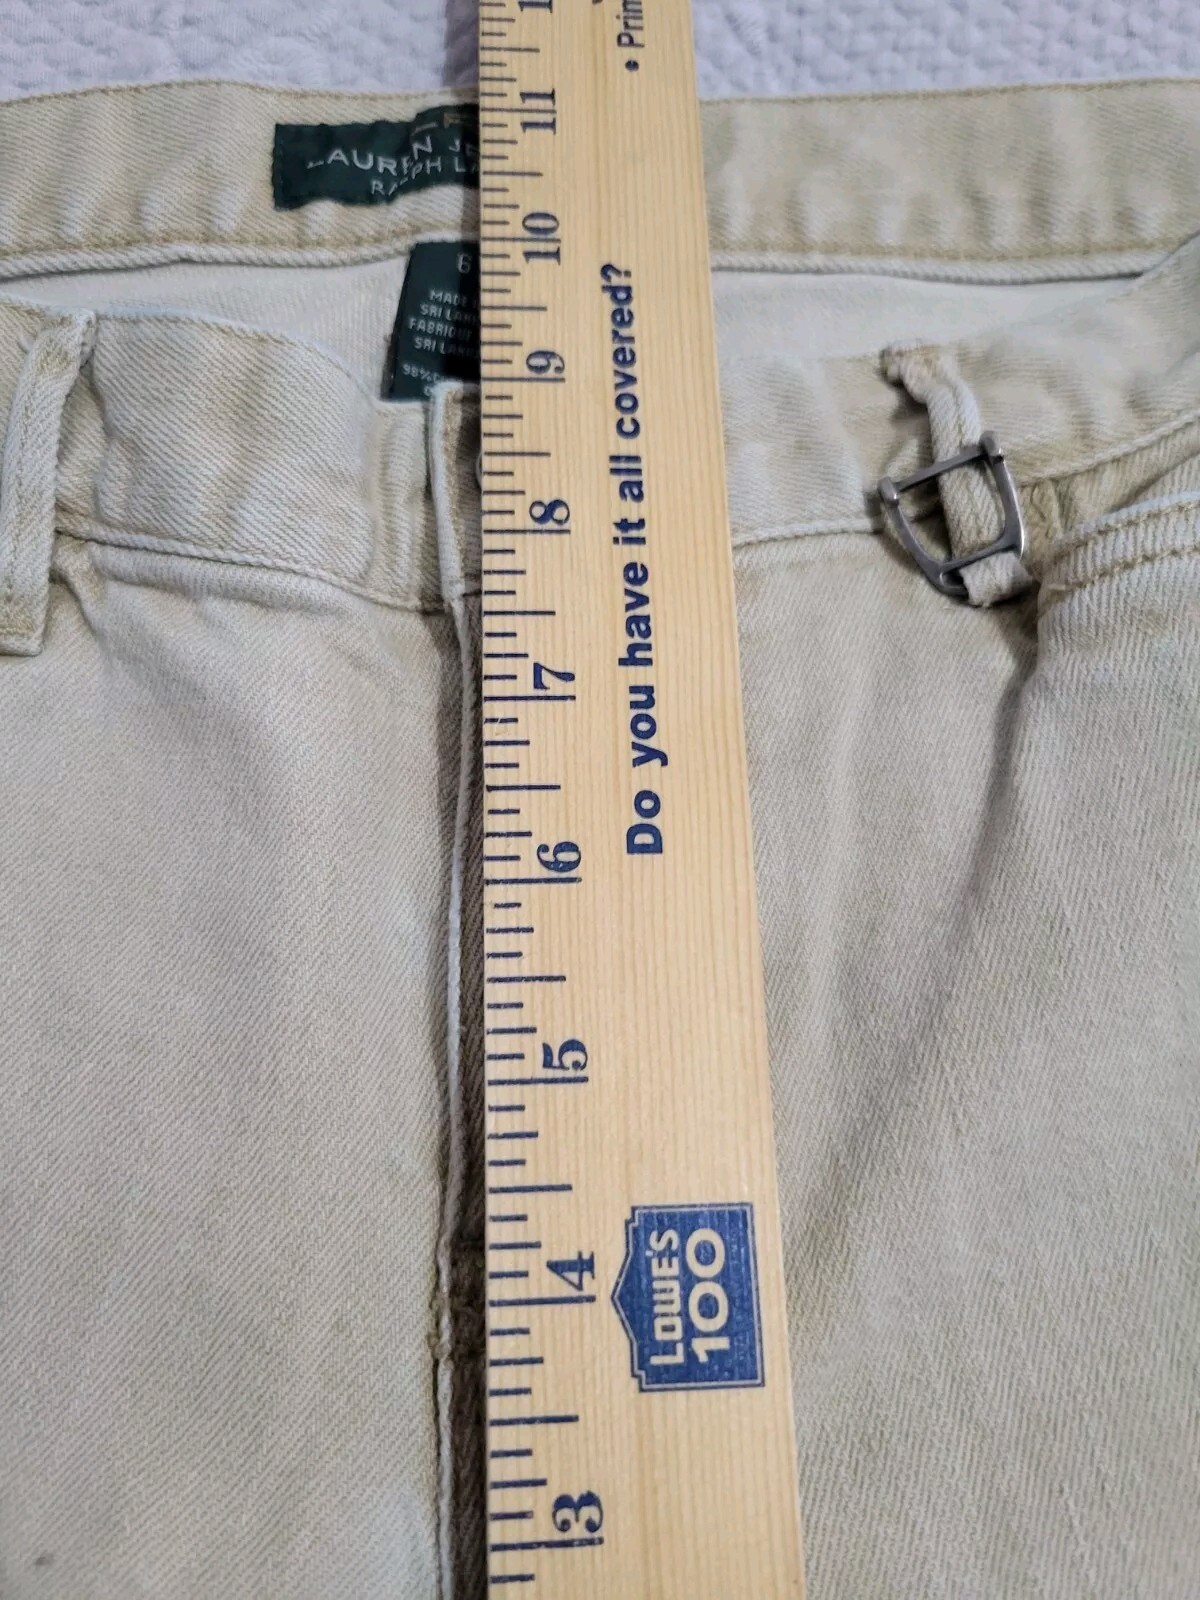 LAUREN JE
RALPH LA
6
MADE
SRI LAN
FABRIQU
SRI LAN
98%
• Prin
Do you have it all covered?
LOWE'S
100
11
10
9
8
7
6
5
4
3